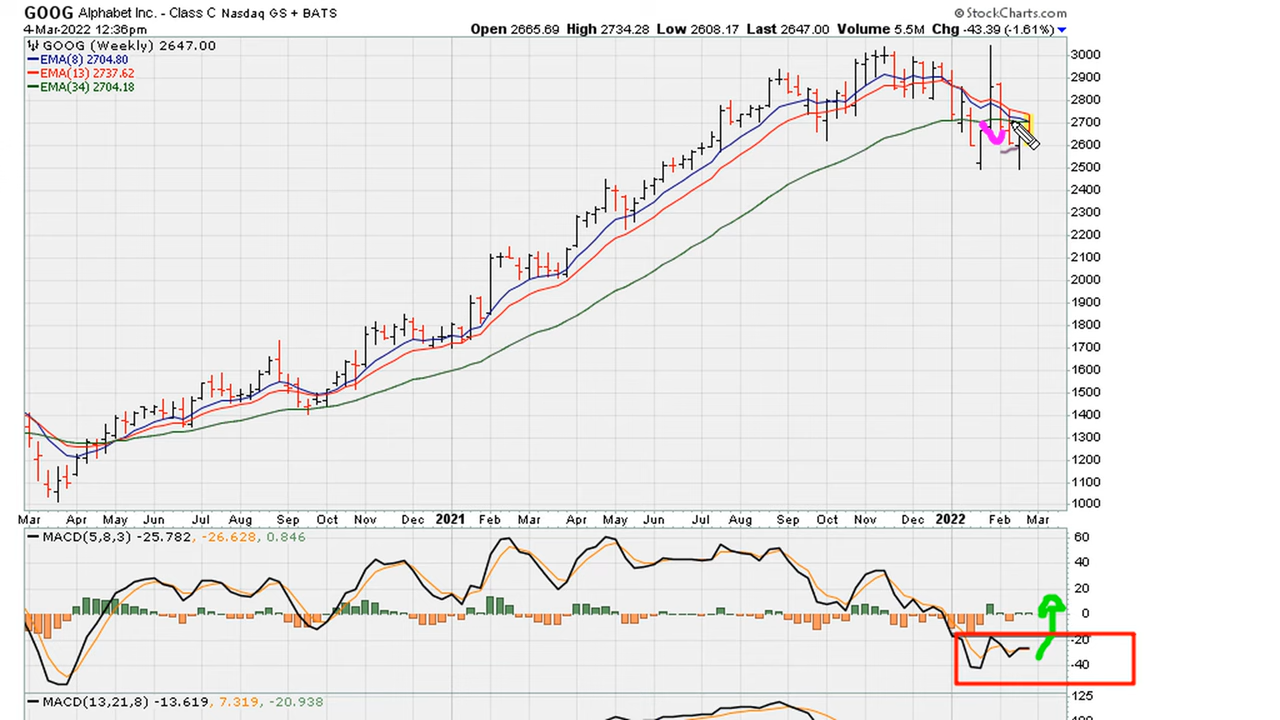 GOOG Alphabet Inc. - Class C Nasdaq GS + BATS
© StockCharts.com
4-Mar-2022 12:36pm
Open 2665.69 High 2734.28 Low 2608.17 Last 2647.00 Volume 5.5M Chg -43.39 (-1.61%)
GOOG (Weekly) 2647.00
EMA(8) 2704.80
EMA(13) 2737.62
EMA(34) 2704.18
3000
2900
2800
2700
2600
2500
2400
2300
2200
2100
2000
1900
1800
1700
1600
1500
1400
1300
1200
1100
1000
Mar Apr May Jun Jul Aug Sep Oct Nov Dec 2021 Feb Mar Apr May Jun Jul Aug Sep Oct Nov Dec 2022 Feb Mar
MACD(5,8,3) -25.782, -26.628, 0.846
60
40
20
0
-20
-40
MACD(13,21,8) -13.619, 7.319, -20.938
125